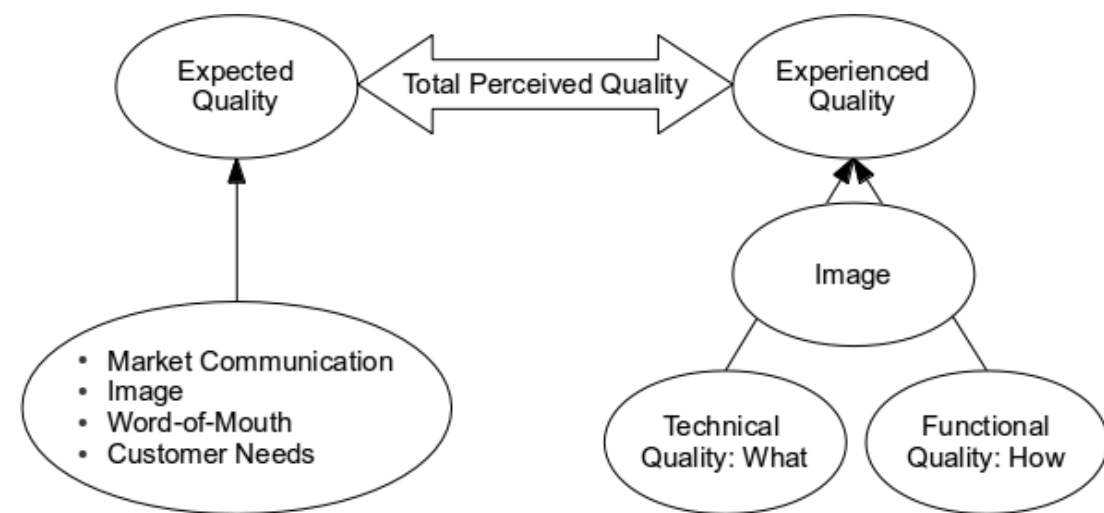 Expected
Quality
Total Perceived Quality
Experienced
Quality
Image
• Market Communication
• Image
• Word-of-Mouth
• Customer Needs
Technical
Quality: What
Functional
Quality: How